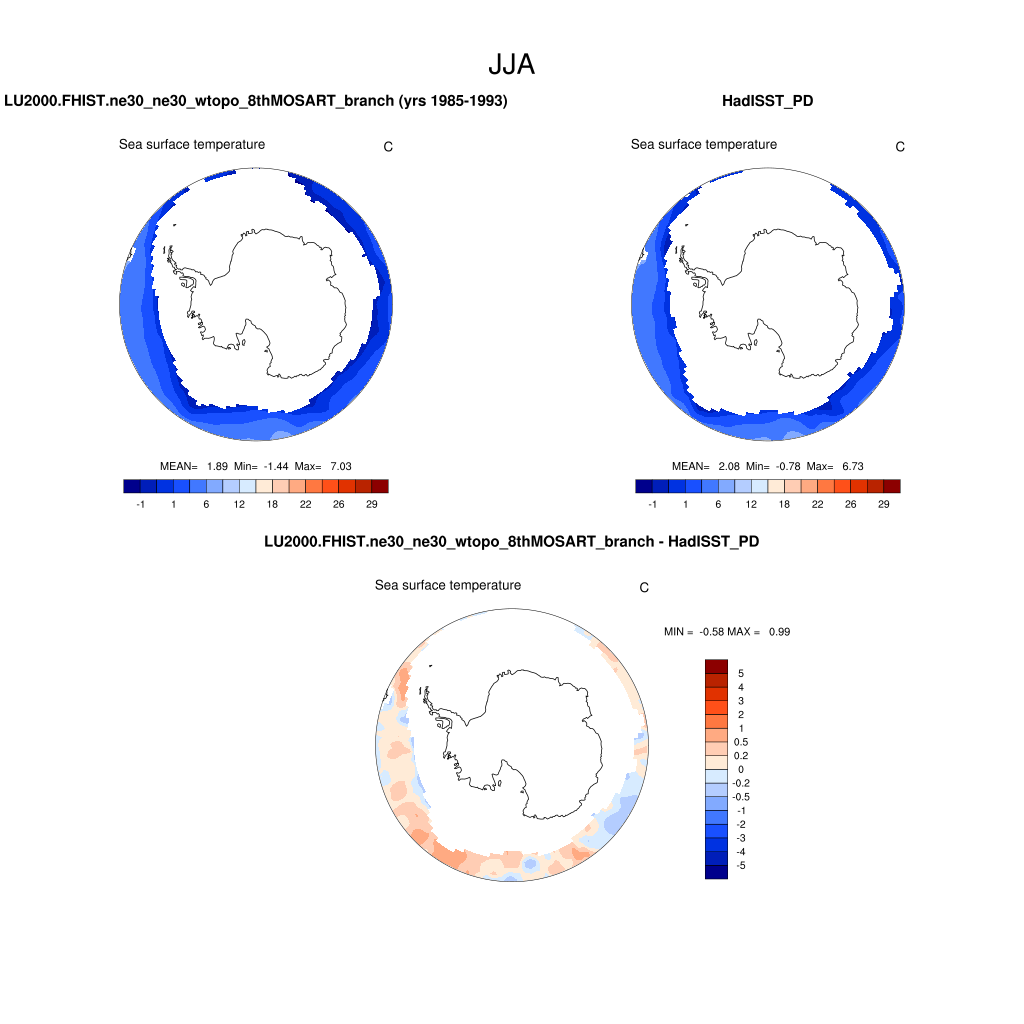 JJA
LU2000.FHIST.ne30_ne30_wtopo_8thMOSART_branch (yrs 1985-1993)
HadISST_PD
Sea surface temperature C
Sea surface temperature C
MEAN= 1.89 Min= -1.44 Max= 7.03
MEAN= 2.08 Min= -0.78 Max= 6.73
-1 1 6 12 18 22 26 29
-1 1 6 12 18 22 26 29
LU2000.FHIST.ne30_ne30_wtopo_8thMOSART_branch - HadISST_PD
Sea surface temperature C
MIN = -0.58 MAX = 0.99
5
4
3
2
1
0.5
0.2
0
-0.2
-0.5
-1
-2
-3
-4
-5